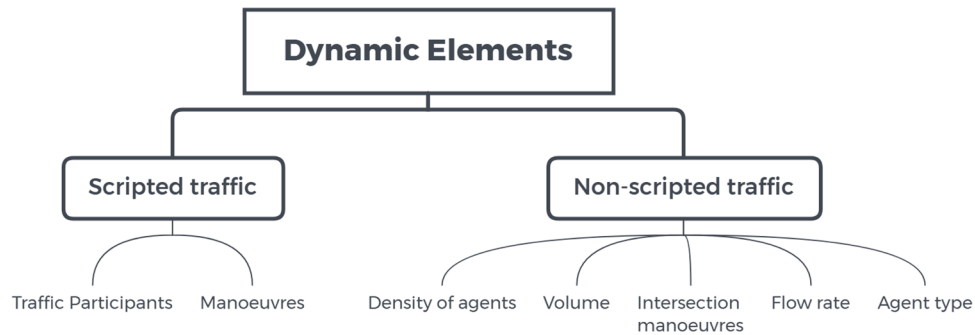 Dynamic Elements
Scripted traffic
Non-scripted traffic
Traffic Participants
Manoeuvres
Density of agents
Volume
Intersection
manoeuvres
Flow rate
Agent type